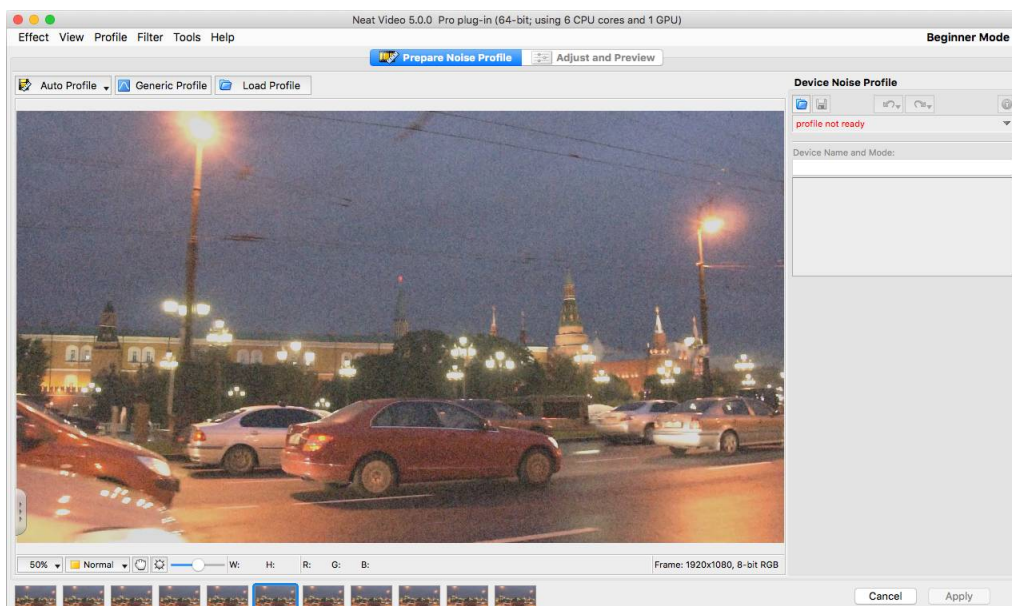 Neat Video 5.0.0 Pro plug-in (64-bit; using 6 CPU cores and 1 GPU)
Effect View Profile Filter Tools Help Beginner Mode
Prepare Noise Profile Adjust and Preview
Auto Profile Generic Profile Load Profile
Device Noise Profile
profile not ready
Device Name and Mode:
50% Normal W: H: R: G: B: Frame: 1920x1080, 8-bit RGB
Cancel Apply